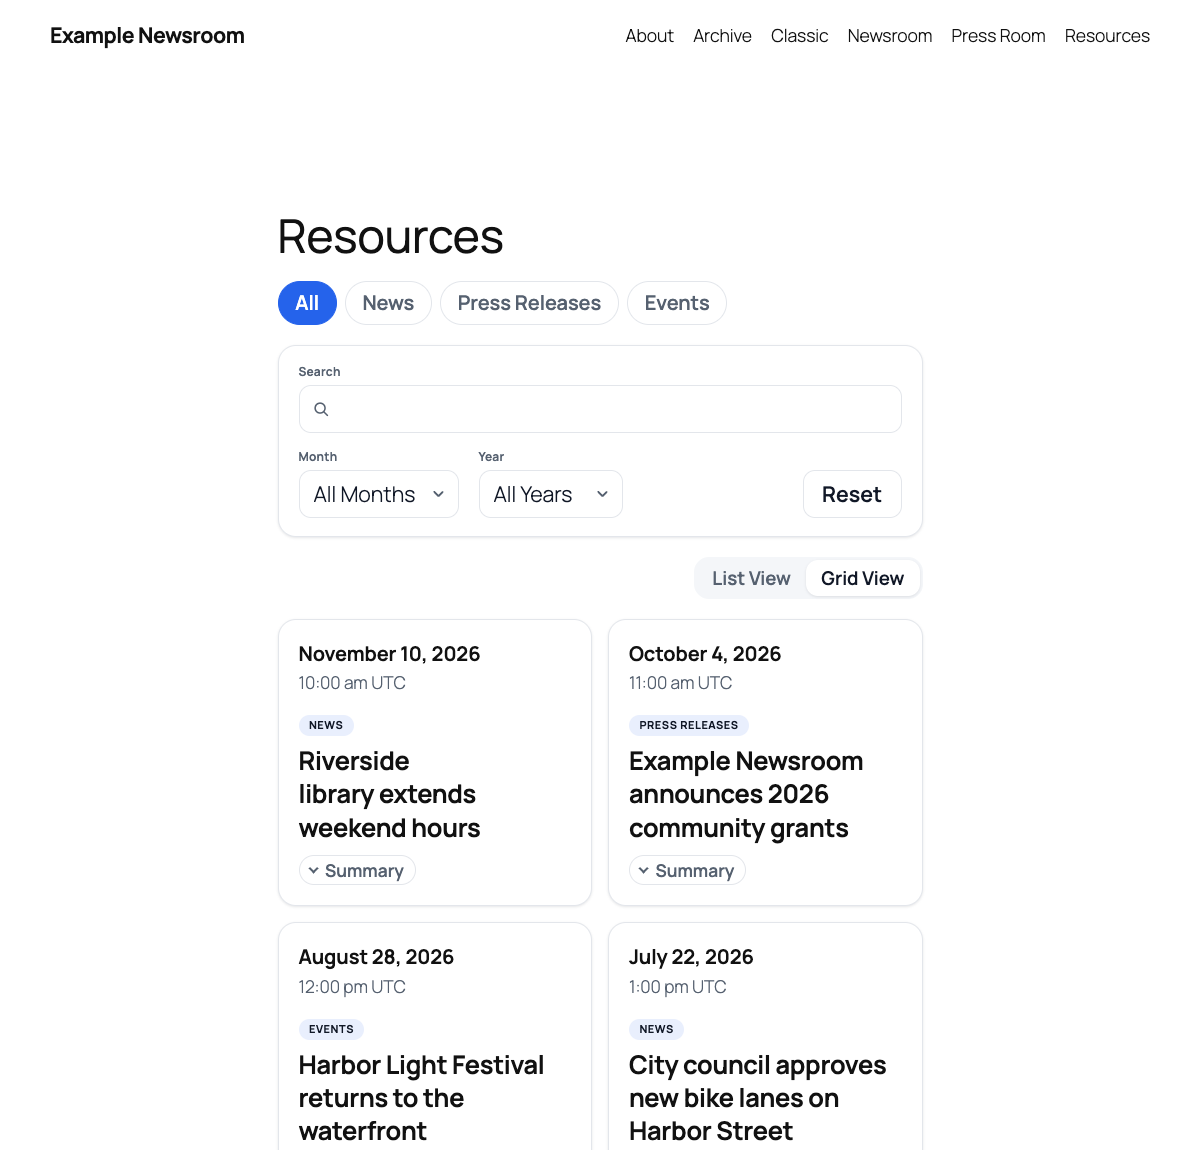 Example Newsroom
About Archive Classic Newsroom Press Room Resources
Resources
All News Press Releases Events
Search
Month Year
All Months All Years Reset
List View Grid View
November 10, 2026
10:00 am UTC
NEWS
Riverside
library extends
weekend hours
Summary
October 4, 2026
11:00 am UTC
PRESS RELEASES
Example Newsroom
announces 2026
community grants
Summary
August 28, 2026
12:00 pm UTC
EVENTS
Harbor Light Festival
returns to the
waterfront
July 22, 2026
1:00 pm UTC
NEWS
City council approves
new bike lanes on
Harbor Street